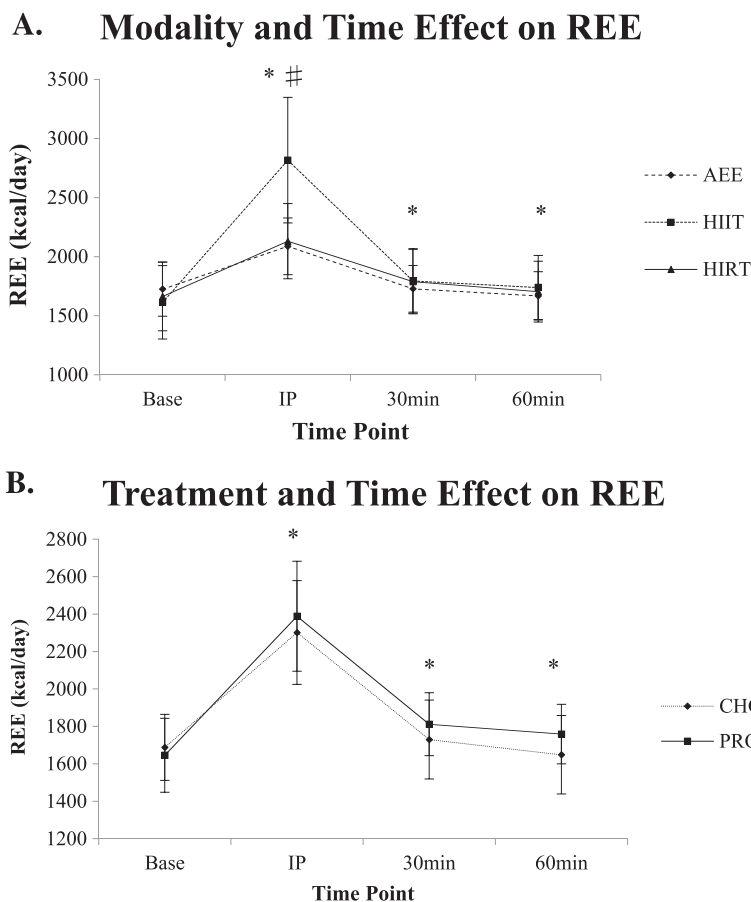 A. Modality and Time Effect on REE
* #
3500
3000
2500
2000
1500
1000
REE (kcal/day)
*
*
AEE
HIIT
HIRT
Base IP 30min 60min
Time Point
B. Treatment and Time Effect on REE
2800
2600
2400
2200
2000
1800
1600
1400
1200
REE (kcal/day)
*
*
*
CHO
PRO
Base IP 30min 60min
Time Point